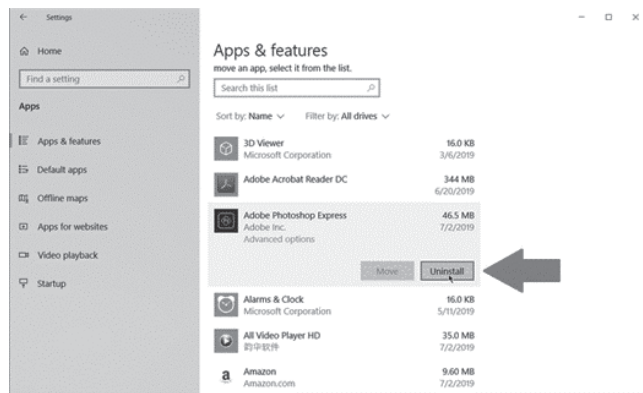 Settings
Home
Find a setting
Apps
Apps & features
Default apps
Offline maps
Apps for websites
Video playback
Startup
Apps & features
move an app, select it from the list.
Search this list
Sort by: Name Filter by: All drives
3D Viewer 16.0 KB
Microsoft Corporation 3/6/2019
Adobe Acrobat Reader DC 344 MB
6/20/2019
Adobe Photoshop Express 46.5 MB
Adobe Inc. 7/2/2019
Advanced options
Move Uninstall
Alarms & Clock 16.0 KB
Microsoft Corporation 5/11/2019
All Video Player HD 35.0 MB
韵华软件 7/2/2019
Amazon 9.60 MB
Amazon.com 7/2/2019